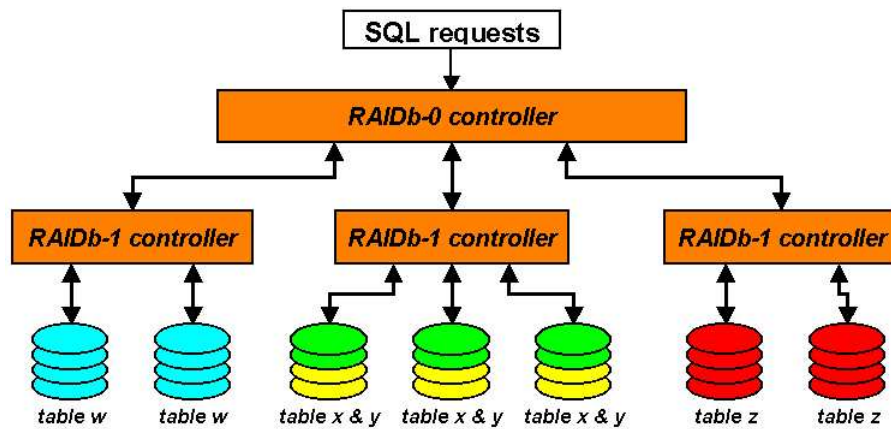 SQL requests
RAIDb-0 controller
RAIDb-1 controller
RAIDb-1 controller
RAIDb-1 controller
table w
table w
table x & y
table x & y
table x & y
table z
table z